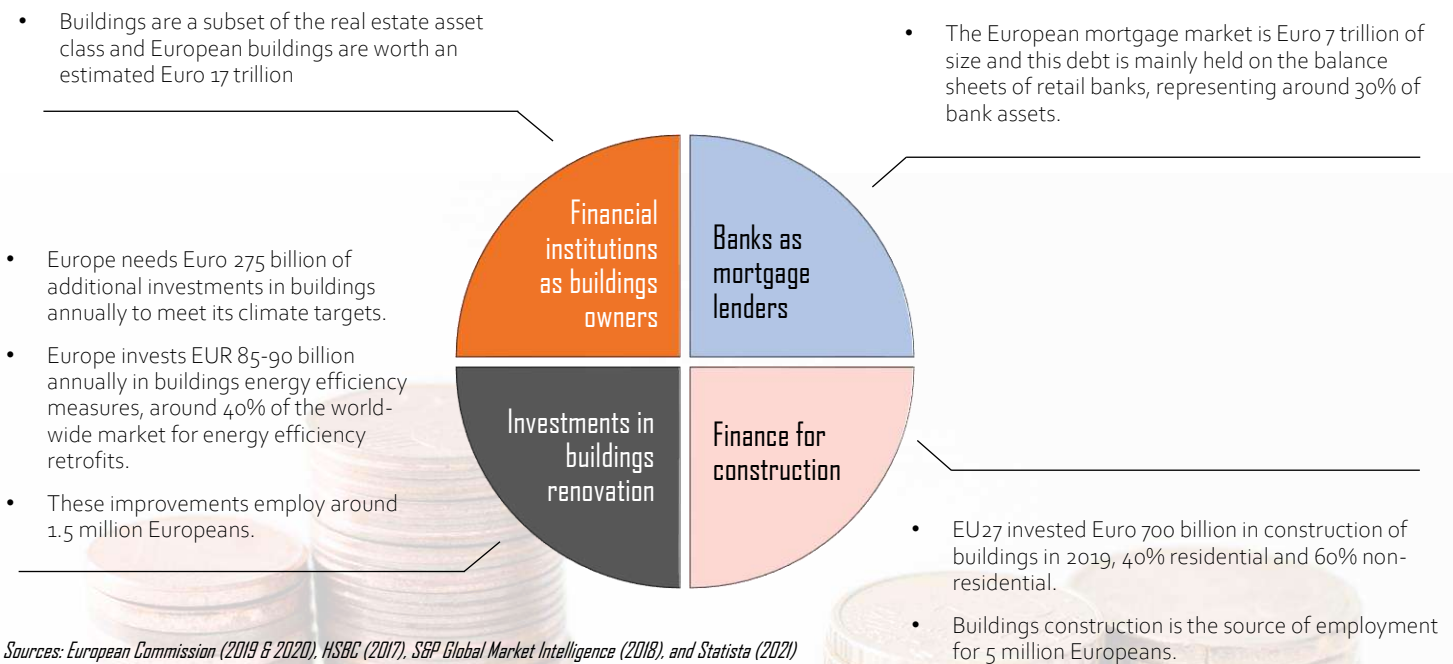 • Buildings are a subset of the real estate asset
class and European buildings are worth an
estimated Euro 17 trillion
• The European mortgage market is Euro 7 trillion of
size and this debt is mainly held on the balance
sheets of retail banks, representing around 30% of
bank assets.
Financial
institutions
as buildings
owners
Banks as
mortgage
lenders
• Europe needs Euro 275 billion of
additional investments in buildings
annually to meet its climate targets.
• Europe invests EUR 85-90 billion
annually in buildings energy efficiency
measures, around 40% of the world-
wide market for energy efficiency
retrofits.
• These improvements employ around
1.5 million Europeans.
Investments in
buildings
renovation
Finance for
construction
• EU27 invested Euro 700 billion in construction of
buildings in 2019, 40% residential and 60% non-
residential.
• Buildings construction is the source of employment
for 5 million Europeans.
Sources: European Commission (2019 & 2020), HSBC (2017), S&P Global Market Intelligence (2018), and Statista (2021)